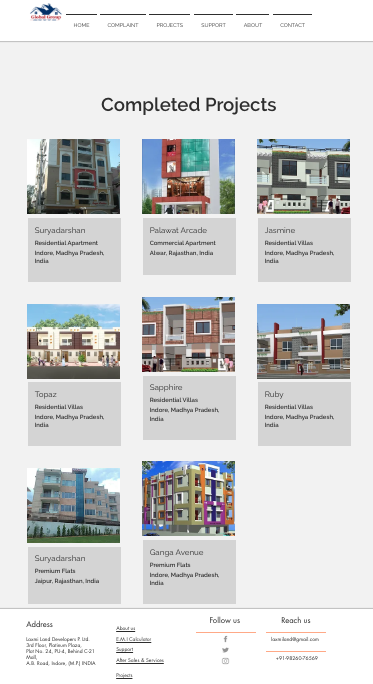 Global Group
HOME COMPLAINT PROJECTS SUPPORT ABOUT CONTACT
Completed Projects
Suryadarshan
Residential Apartment
Indore, Madhya Pradesh,
India
Palawat Arcade
Commercial Apartment
Alwar, Rajasthan, India
Jasmine
Residential Villas
Indore, Madhya Pradesh,
India
Topaz
Residential Villas
Indore, Madhya Pradesh,
India
Sapphire
Residential Villas
Indore, Madhya Pradesh,
India
Ruby
Residential Villas
Indore, Madhya Pradesh,
India
Suryadarshan
Premium Flats
Jaipur, Rajasthan, India
Ganga Avenue
Premium Flats
Indore, Madhya Pradesh,
India
Address
Laxmi Land Developers P. Ltd.
3rd Floor, Platinum Plaza,
Plot No. 24, PU-4, Behind C-21
Mall,
A.B. Road, Indore, (M.P.) INDIA
About us
E.M.I Calculator
Support
After Sales & Services
Projects
Follow us
Reach us
laxmiland@gmail.com
+91-98260-76569